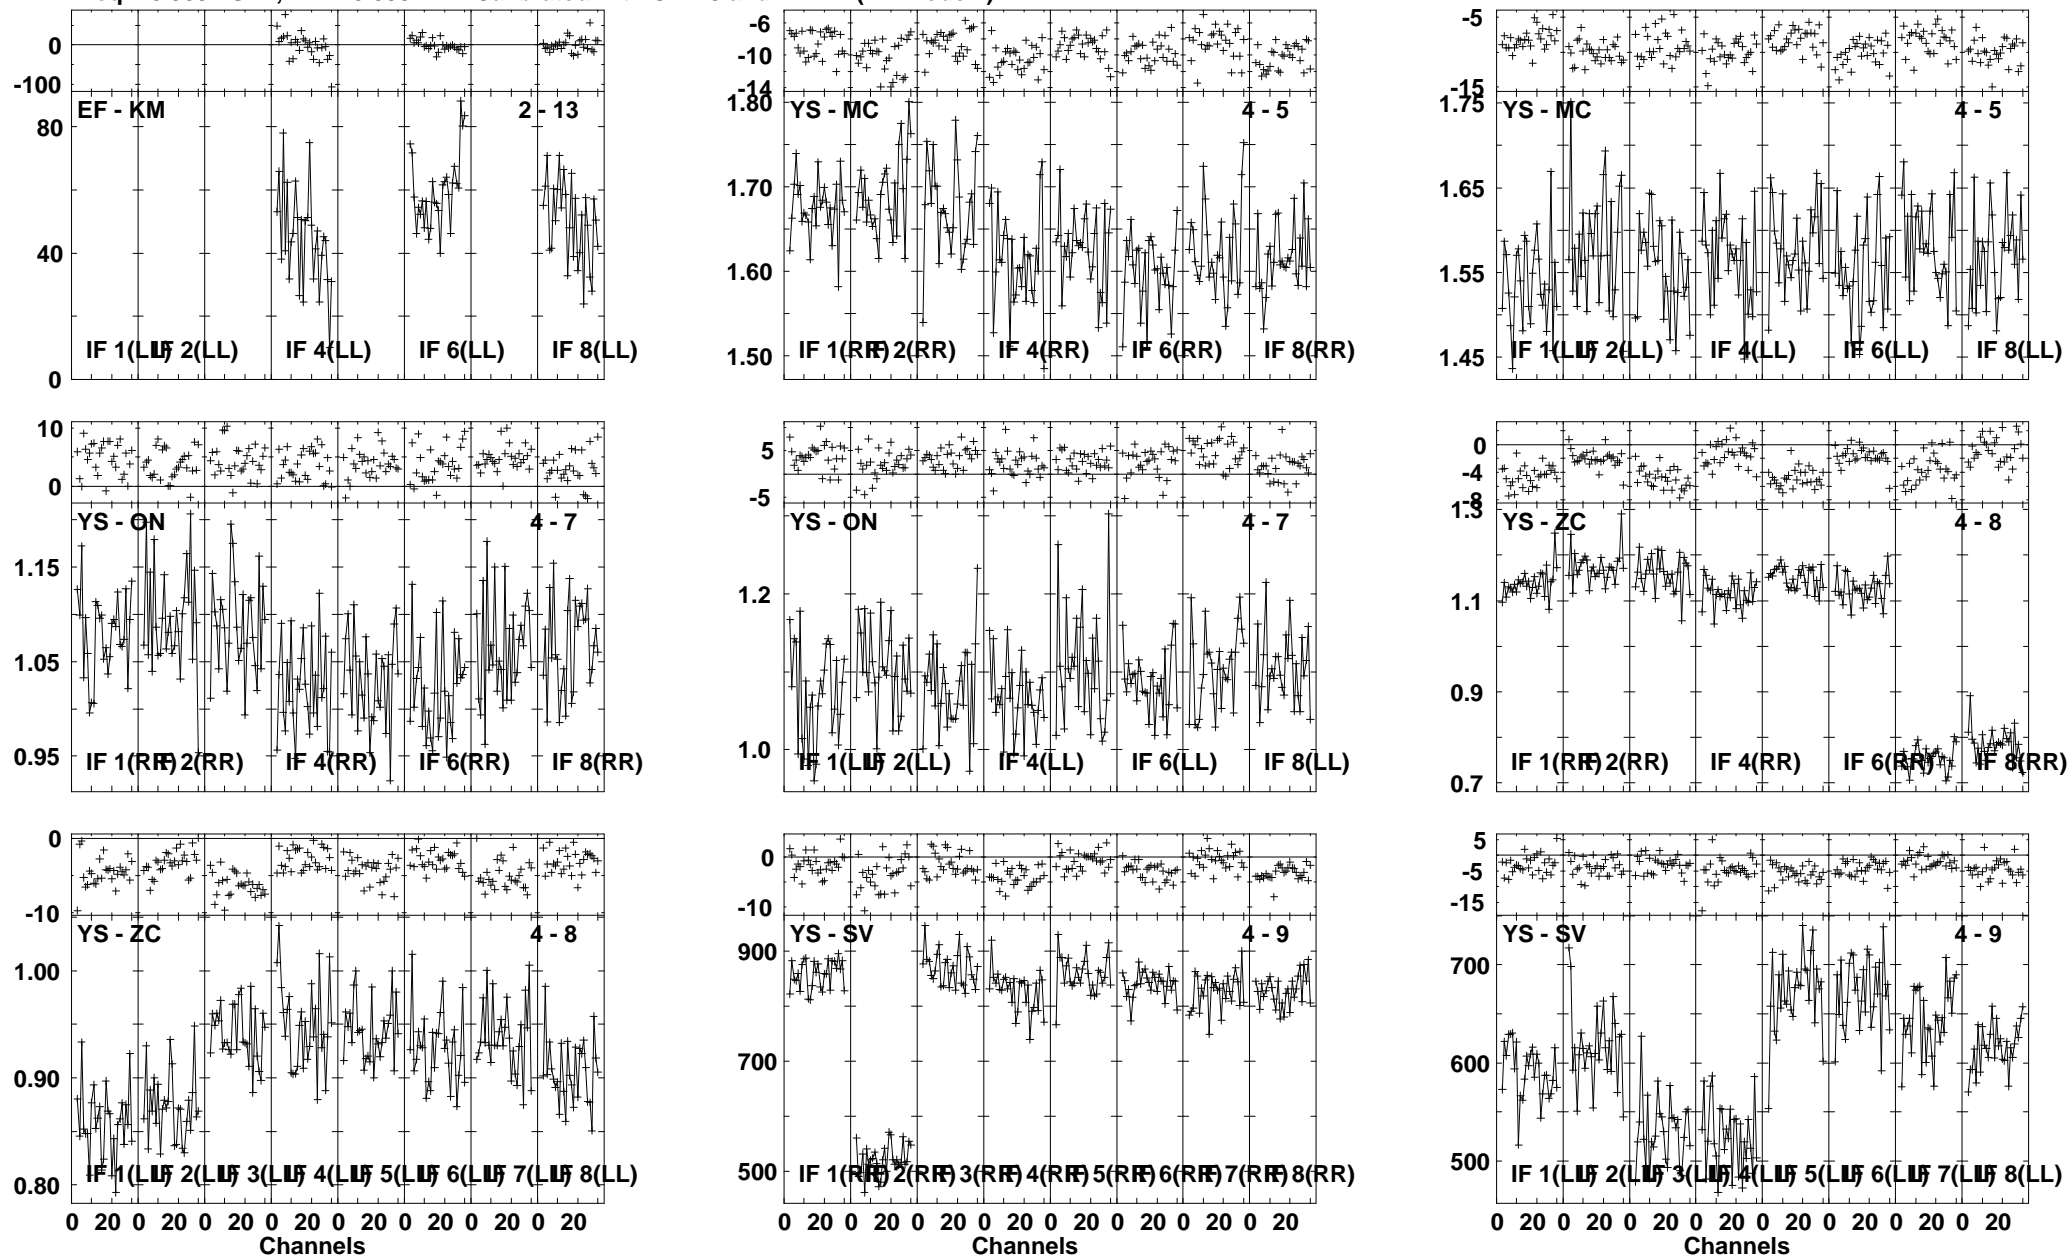 0
-100
EF - KM 2 - 13
80
40
0
IF 1(LL) IF 2(LL) IF 4(LL) IF 6(LL) IF 8(LL)
-6
-10
-14
1.80
YS - MC 4 - 5
1.70
1.60
1.50
IF 1(RR) IF 2(RR) IF 4(RR) IF 6(RR) IF 8(RR)
-5
-15
1.75
YS - MC 4 - 5
1.65
1.55
1.45
IF 1(LL) IF 2(LL) IF 4(LL) IF 6(LL) IF 8(LL)
10
0
YS - ON 4 - 7
1.15
1.05
0.95
IF 1(RR) IF 2(RR) IF 4(RR) IF 6(RR) IF 8(RR)
5
-5
YS - ON 4 - 7
1.2
1.0
IF 1(LL) IF 2(LL) IF 4(LL) IF 6(LL) IF 8(LL)
0
-4
-8
1.3
YS - ZC 4 - 8
1.1
0.9
0.7
IF 1(RR) IF 2(RR) IF 4(RR) IF 6(RR) IF 8(RR)
0
-10
YS - ZC 4 - 8
1.00
0.90
0.80
IF 1(LL) IF 2(LL) IF 3(LL) IF 4(LL) IF 5(LL) IF 6(LL) IF 7(LL) IF 8(LL)
0 20 0 20 0 20 0 20 0 20 0 20 0 20 0 20
Channels
0
-10
YS - SV 4 - 9
900
700
500
IF 1(RR) IF 2(RR) IF 3(RR) IF 4(RR) IF 5(RR) IF 6(RR) IF 7(RR) IF 8(RR)
0 20 0 20 0 20 0 20 0 20 0 20 0 20 0 20
Channels
5
-5
-15
YS - SV 4 - 9
700
600
500
IF 1(LL) IF 2(LL) IF 3(LL) IF 4(LL) IF 5(LL) IF 6(LL) IF 7(LL) IF 8(LL)
0 20 0 20 0 20 0 20 0 20 0 20 0 20 0 20
Channels